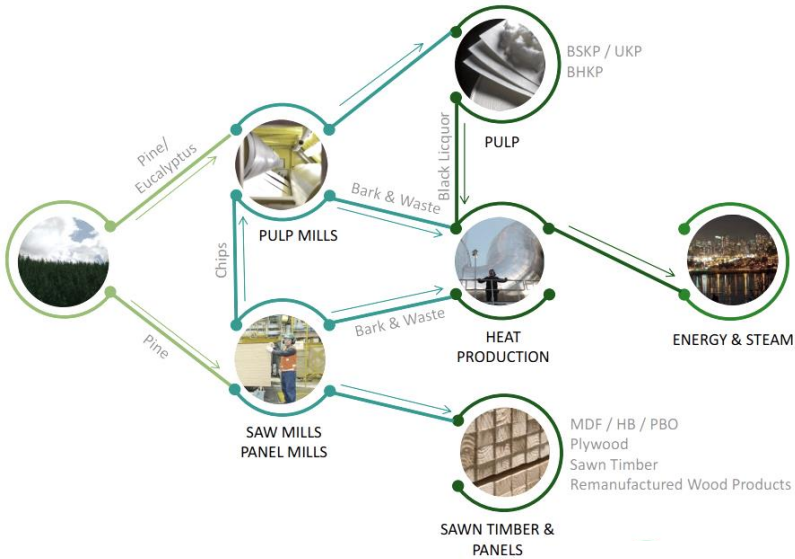 BSKP / UKP
BHKP
PULP
Pine/
Eucalyptus
Black Licquor
Bark & Waste
PULP MILLS
Chips
HEAT
PRODUCTION
ENERGY & STEAM
Bark & Waste
Pine
SAW MILLS
PANEL MILLS
MDF / HB / PBO
Plywood
Sawn Timber
Remanufactured Wood Products
SAWN TIMBER &
PANELS